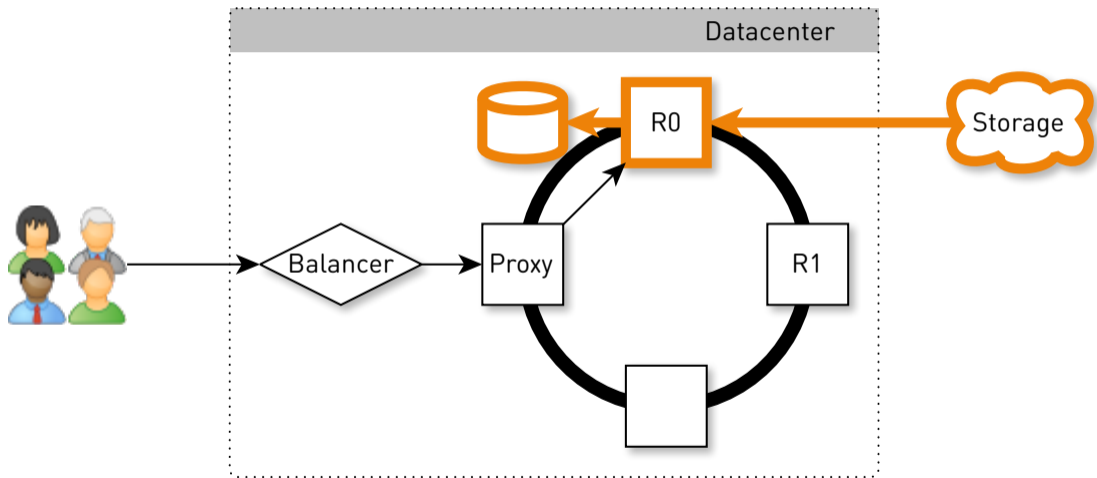 Datacenter
R0
Storage
Balancer
Proxy
R1